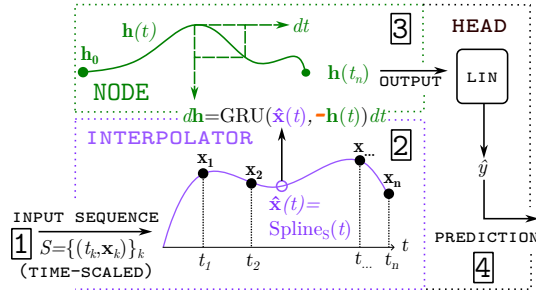 3
HEAD
h(t)
dt
h₀
h(tₙ)
OUTPUT
LIN
NODE
dh=GRU(x̂(t), -h(t))dt
INTERPOLATOR
2
x₁
x₂
x...
xₙ
ŷ
x̂(t)=
Spline_S(t)
1
INPUT SEQUENCE
S={(tₖ,xₖ)}ₖ
(TIME-SCALED)
t
t₁
t₂
t...
tₙ
PREDICTION
4